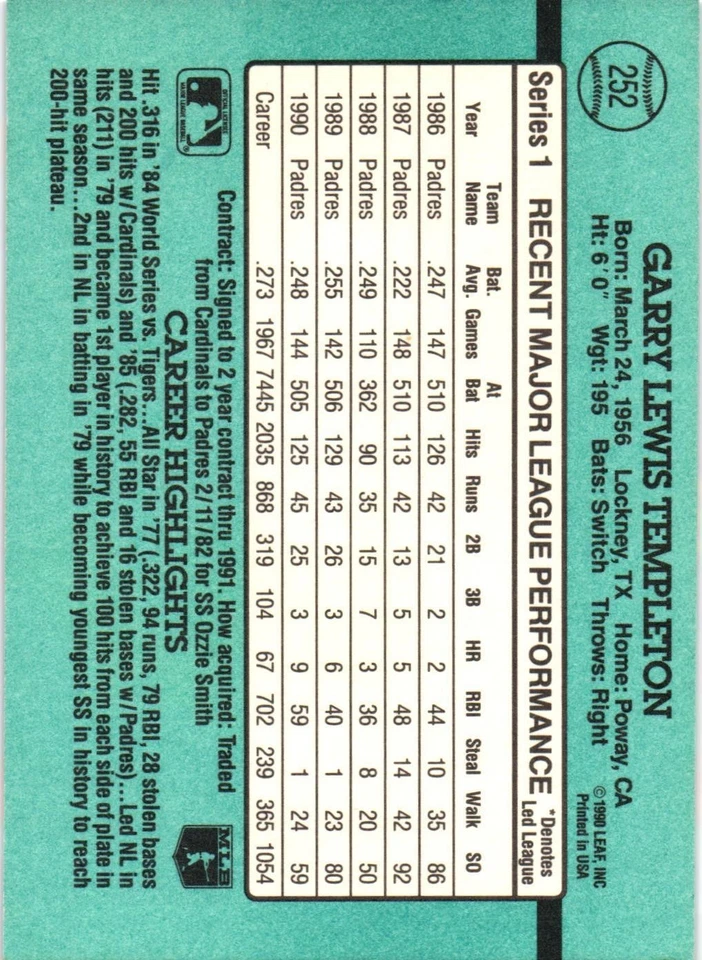 252
GARRY LEWIS TEMPLETON
Born: March 24, 1956 Lockney, TX Home: Poway, CA
Ht: 6'0" Wgt: 195 Bats: Switch Throws: Right
©1990 LEAF, INC
Printed in USA
Series 1 RECENT MAJOR LEAGUE PERFORMANCE *Denotes
Led League
Team Bat. At
Year Name Avg. Games Bat Hits Runs 2B 3B HR RBI Steal Walk SO
1986 Padres .247 147 510 126 42 21 2 2 44 10 35 86
1987 Padres .222 148 510 113 42 13 5 5 48 14 42 92
1988 Padres .249 110 362 90 35 15 7 3 36 8 20 50
1989 Padres .255 142 506 129 43 26 3 6 40 1 23 80
1990 Padres .248 144 505 125 45 25 3 9 59 1 24 59
Career .273 1967 7445 2035 868 319 104 67 702 239 365 1054
OFFICIAL LICENSEE
MAJOR LEAGUE BASEBALL
Contract: Signed to 2 year contract thru 1991. How acquired: Traded
from Cardinals to Padres 2/11/82 for SS Ozzie Smith
MLB
CAREER HIGHLIGHTS
Hit .316 in '84 World Series vs. Tigers...All Star in '77 (.322, 94 runs, 79 RBI, 28 stolen bases
and 200 hits w/Cardinals) and '85 (.282, 55 RBI and 16 stolen bases w/Padres)...Led NL in
hits (211) in '79 and became 1st player in history to achieve 100 hits from each side of plate in
same season...2nd in NL in batting in '79 while becoming youngest SS in history to reach
200-hit plateau.